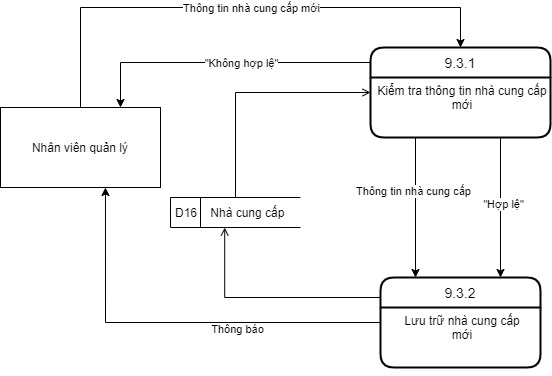 Thông tin nhà cung cấp mới
9.3.1
"Không hợp lệ"
Kiểm tra thông tin nhà cung cấp
mới
Nhân viên quản lý
Thông tin nhà cung cấp
"Hợp lệ"
D16
Nhà cung cấp
9.3.2
Lưu trữ nhà cung cấp
mới
Thông báo